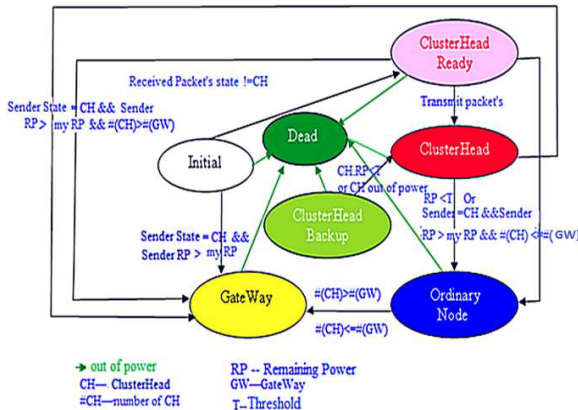 ClusterHead
Ready
Received Packet's state !=CH
Sender State = CH && Sender
RP > my RP && #(CH)>#(GW)
Transmit packet's
Dead
Initial
ClusterHead
CH.RP<T
or CH out of power
ClusterHead
Backup
RP <T Or
Sender =CH &&Sender
RP > my RP && #(CH) <=#(GW)
Sender State = CH &&
Sender RP > my RP
GateWay
#(CH)>#(GW)
#(CH)<=#(GW)
Ordinary
Node
out of power
CH—. ClusterHead
#CH—number of CH
RP -- Remaining Power
GW—GateWay
T--Threshold